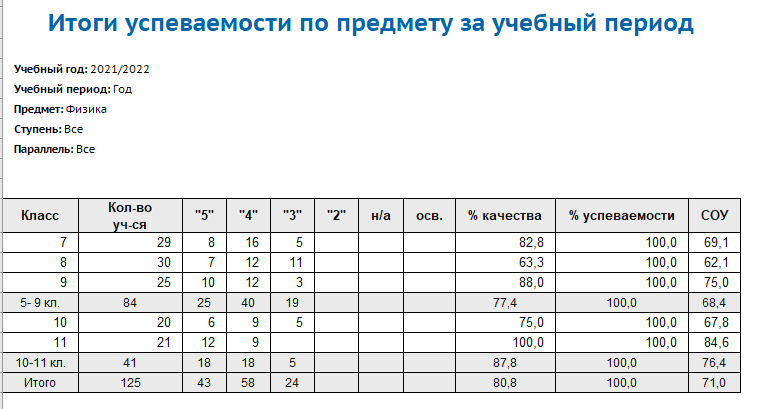 Итоги успеваемости по предмету за учебный период
Учебный год: 2021/2022
Учебный период: Год
Предмет: Физика
Ступень: Все
Параллель: Все
Класс Кол-во уч-ся "5" "4" "3" "2" н/а осв. % качества % успеваемости СОУ
7 29 8 16 5 82,8 100,0 69,1
8 30 7 12 11 63,3 100,0 62,1
9 25 10 12 3 88,0 100,0 75,0
5- 9 кл. 84 25 40 19 77,4 100,0 68,4
10 20 6 9 5 75,0 100,0 67,8
11 21 12 9 100,0 100,0 84,6
10-11 кл. 41 18 18 5 87,8 100,0 76,4
Итого 125 43 58 24 80,8 100,0 71,0